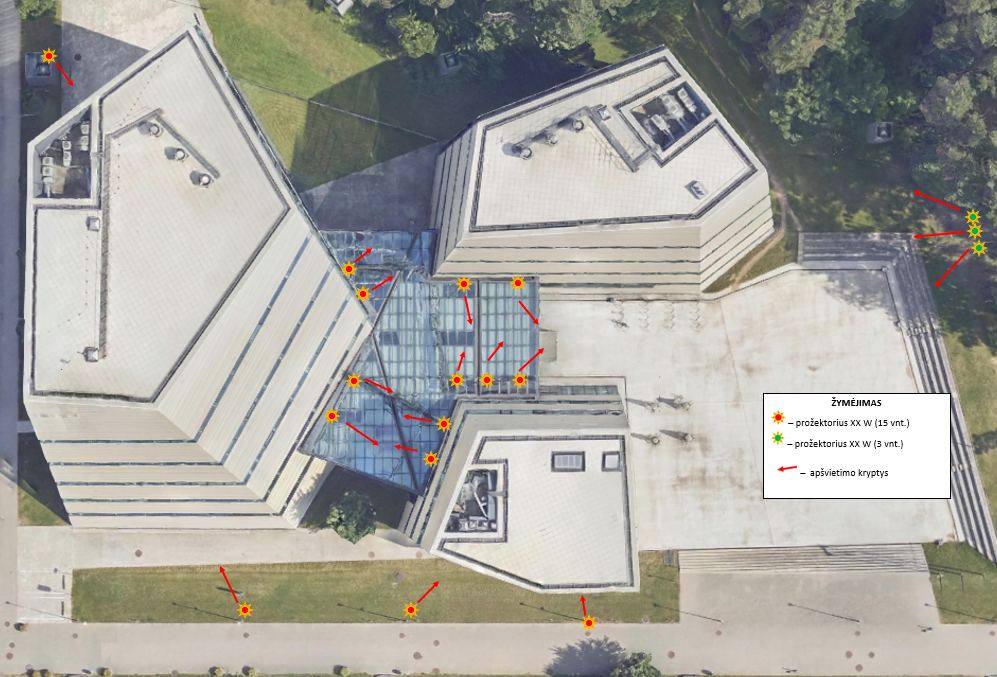 ŽYMĖJIMAS
– prožektorius XX W (15 vnt.)
– prožektorius XX W (3 vnt.)
– apšvietimo kryptys